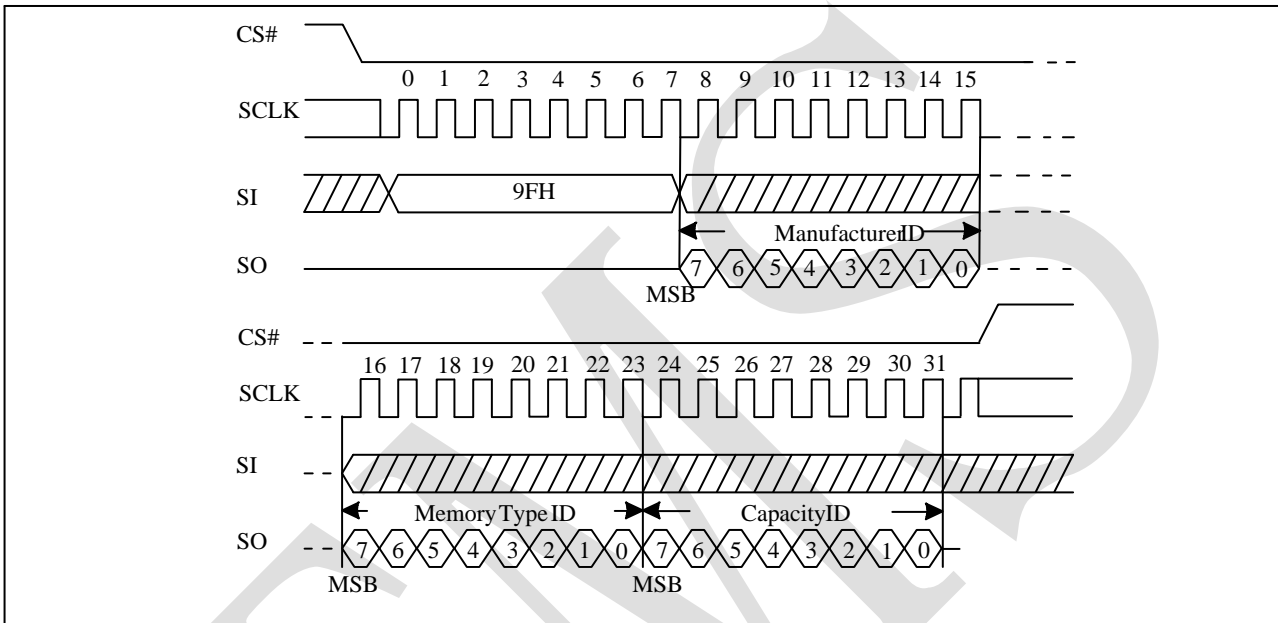 CS#
0 1 2 3 4 5 6 7 8 9 10 11 12 13 14 15
SCLK
SI 9FH
ManufacturerID
SO 7 6 5 4 3 2 1 0
MSB
CS#
16 17 18 19 20 21 22 23 24 25 26 27 28 29 30 31
SCLK
SI
Memory Type ID CapacityID
SO 7 6 5 4 3 2 1 0 7 6 5 4 3 2 1 0
MSB MSB